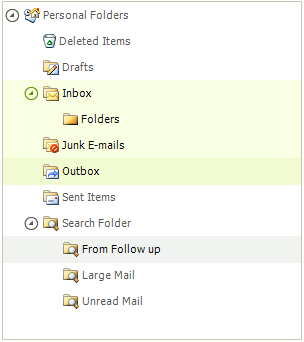 Personal Folders
Deleted Items
Drafts
Inbox
Folders
Junk E-mails
Outbox
Sent Items
Search Folder
From Follow up
Large Mail
Unread Mail